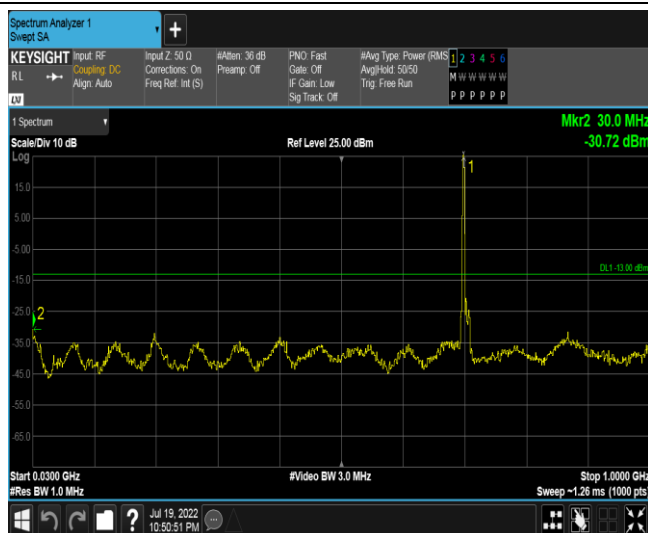 Spectrum Analyzer 1
Swept SA
KEYSIGHT
RL
LXI
Input: RF
Coupling: DC
Align: Auto
Input Z: 50 Ω
Corrections: On
Freq Ref: Int (S)
#Atten: 36 dB
Preamp: Off
PNO: Fast
Gate: Off
IF Gain: Low
Sig Track: Off
#Avg Type: Power (RMS
Avg|Hold: 50/50
Trig: Free Run
1 2 3 4 5 6
M W W W W W
P P P P P P
1 Spectrum
Scale/Div 10 dB
Ref Level 25.00 dBm
Mkr2 30.0 MHz
-30.72 dBm
Log
15.0
5.00
-5.00
-15.0
-25.0
-35.0
-45.0
-55.0
-65.0
1
2
DL1 -13.00 dBm
Start 0.0300 GHz
#Res BW 1.0 MHz
#Video BW 3.0 MHz
Stop 1.0000 GHz
Sweep ~1.26 ms (1000 pts)
?
Jul 19, 2022
10:50:51 PM